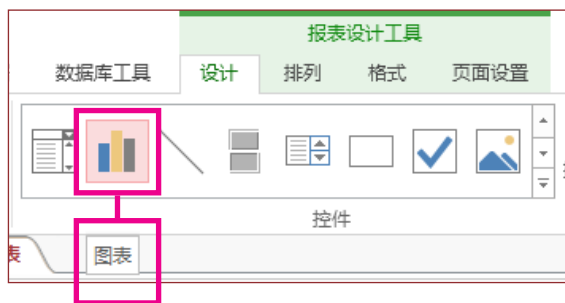 报表设计工具
数据库工具 设计 排列 格式 页面设置
控件
表
图表